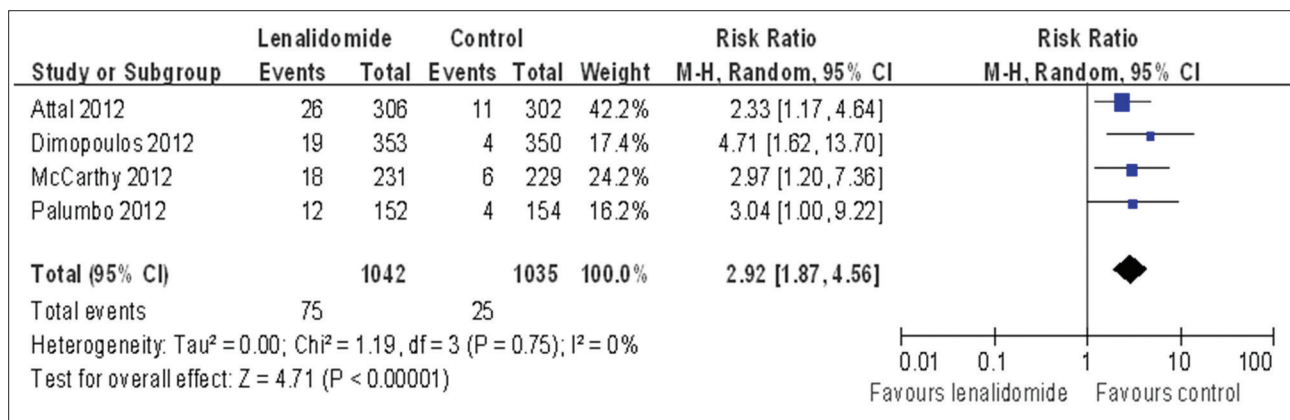 Lenalidomide Control Risk Ratio Risk Ratio
Study or Subgroup Events Total Events Total Weight M-H, Random, 95% CI M-H, Random, 95% CI
Attal 2012 26 306 11 302 42.2% 2.33 [1.17, 4.64]
Dimopoulos 2012 19 353 4 350 17.4% 4.71 [1.62, 13.70]
McCarthy 2012 18 231 6 229 24.2% 2.97 [1.20, 7.36]
Palumbo 2012 12 152 4 154 16.2% 3.04 [1.00, 9.22]
Total (95% CI) 1042 1035 100.0% 2.92 [1.87, 4.56]
Total events 75 25
Heterogeneity: Tau² = 0.00; Chi² = 1.19, df = 3 (P = 0.75); I² = 0%
Test for overall effect: Z = 4.71 (P < 0.00001)
0.01 0.1 1 10 100
Favours lenalidomide Favours control